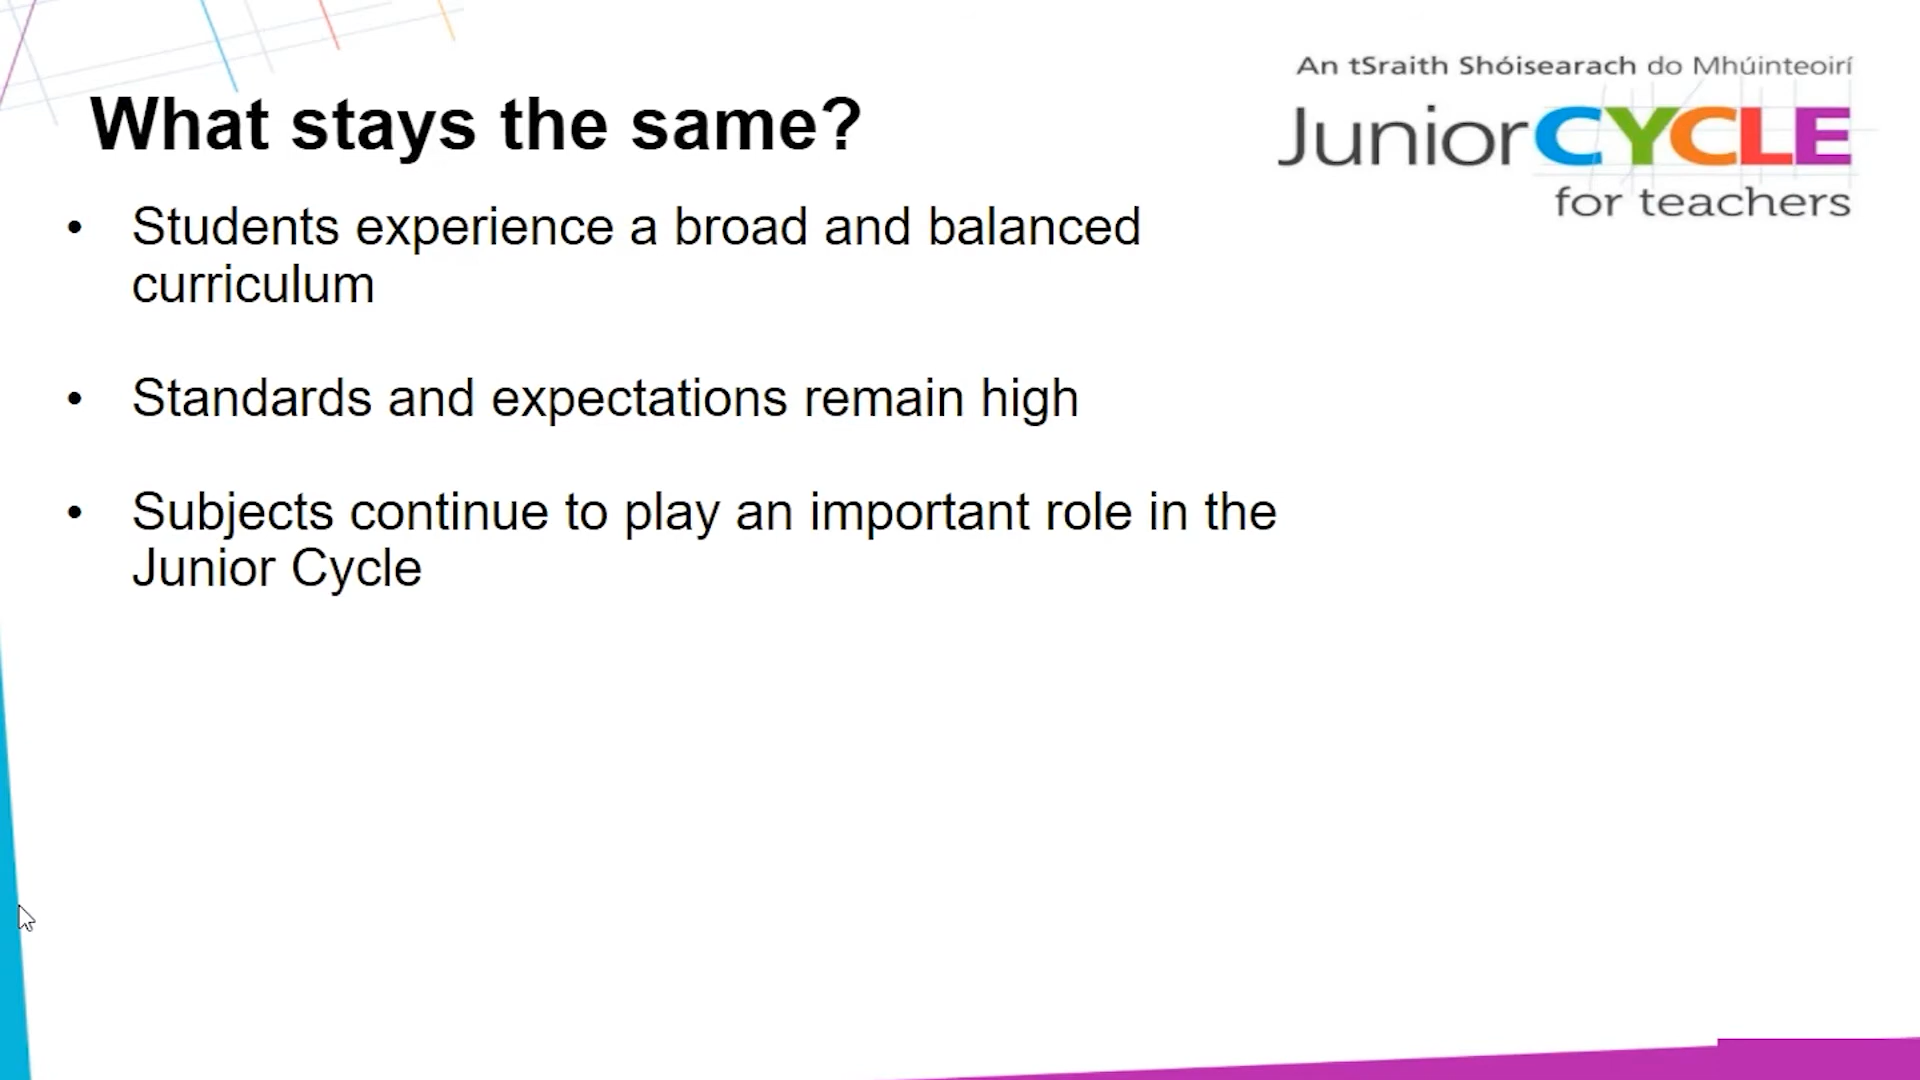 An tSraith Shóisearach do Mhúinteoirí
JuniorCYCLE
for teachers
What stays the same?
• Students experience a broad and balanced
curriculum
• Standards and expectations remain high
• Subjects continue to play an important role in the
Junior Cycle